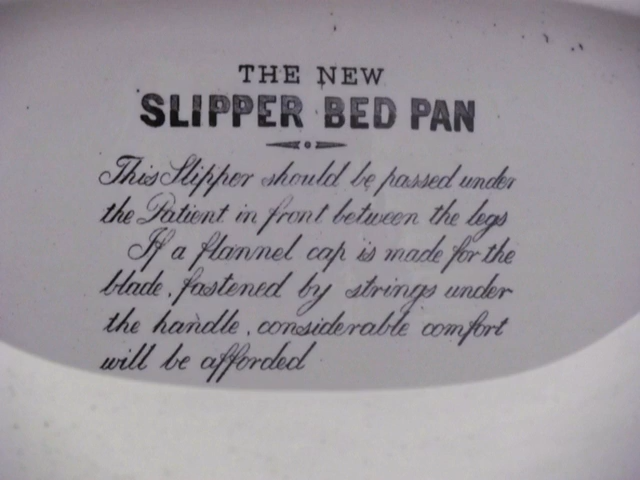 THE NEW
SLIPPER BED PAN
This Slipper should be passed under
the Patient in front between the legs
If a flannel cap is made for the
blade, fastened by strings under
the handle, considerable comfort
will be afforded